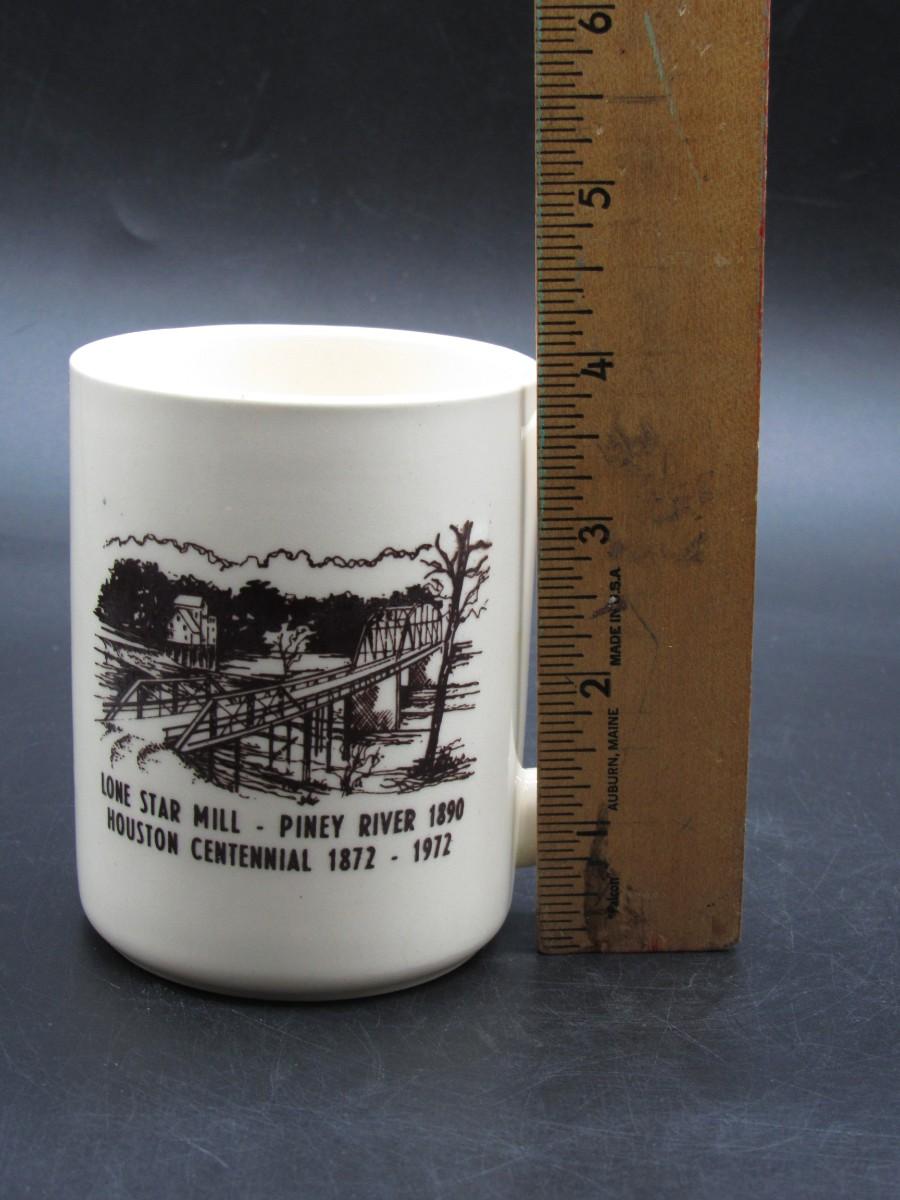 LONE STAR MILL - PINEY RIVER 1890
HOUSTON CENTENNIAL 1872 - 1972
6
5
4
3
2
1
MADE IN U.S.A
AUBURN, MAINE
"Falcon"